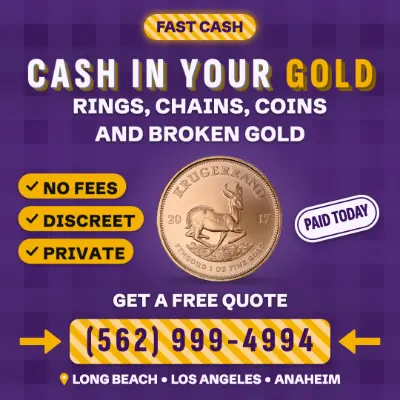 FAST CASH
CASH IN YOUR GOLD
RINGS, CHAINS, COINS
AND BROKEN GOLD
✓ NO FEES
✓ DISCREET
✓ PRIVATE
KRUGERRAND
20 17
FYNGOUD 1 OZ FINE GOLD
PAID TODAY
GET A FREE QUOTE
(562) 999-4994
LONG BEACH • LOS ANGELES • ANAHEIM